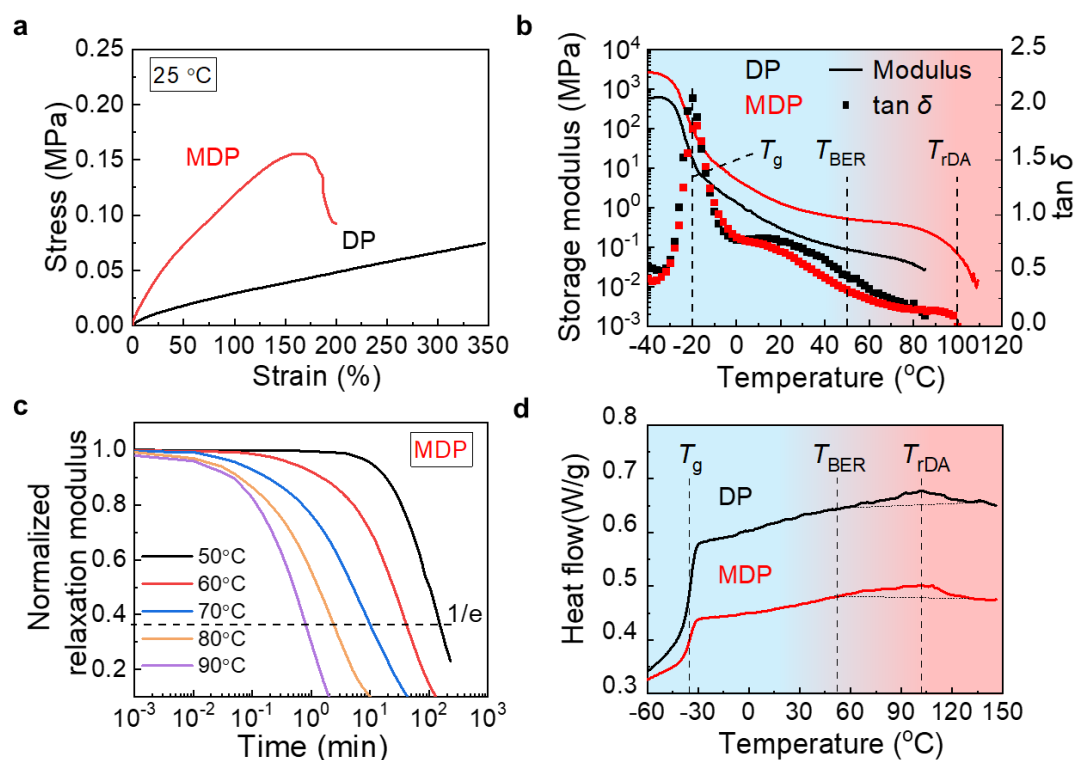 a
25 °C
MDP
DP
Stress (MPa)
0.25
0.20
0.15
0.10
0.05
0.00
0 50 100 150 200 250 300 350
Strain (%)
b
DP
MDP
Modulus
tan δ
Tg
TBER
TrDA
Storage modulus (MPa)
10⁴
10³
10²
10¹
10⁰
10⁻¹
10⁻²
10⁻³
tan δ
2.5
2.0
1.5
1.0
0.5
0.0
-40 -20 0 20 40 60 80 100 120
Temperature (°C)
c
MDP
Normalized
relaxation modulus
1.0
0.8
0.6
0.4
0.2
50°C
60°C
70°C
80°C
90°C
1/e
10⁻³ 10⁻² 10⁻¹ 10⁰ 10¹ 10² 10³
Time (min)
d
Tg
TBER
TrDA
DP
MDP
Heat flow(W/g)
0.8
0.7
0.6
0.5
0.4
0.3
-60 -30 0 30 60 90 120 150
Temperature (°C)